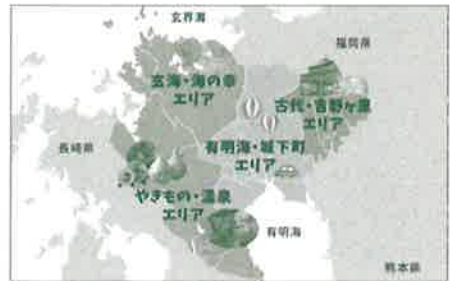 玄界灘
福岡県
玄海・海の幸
エリア
古代・吉野ヶ里
エリア
長崎県
有明海・城下町
エリア
やきもの・温泉
エリア
有明海
熊本県